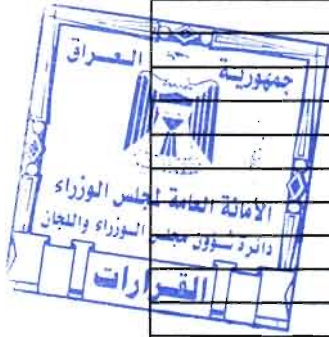 جمهورية العراق
الأمانة العامة لمجلس الوزراء
دائرة شؤون مجلس الوزراء واللجان
القرارات